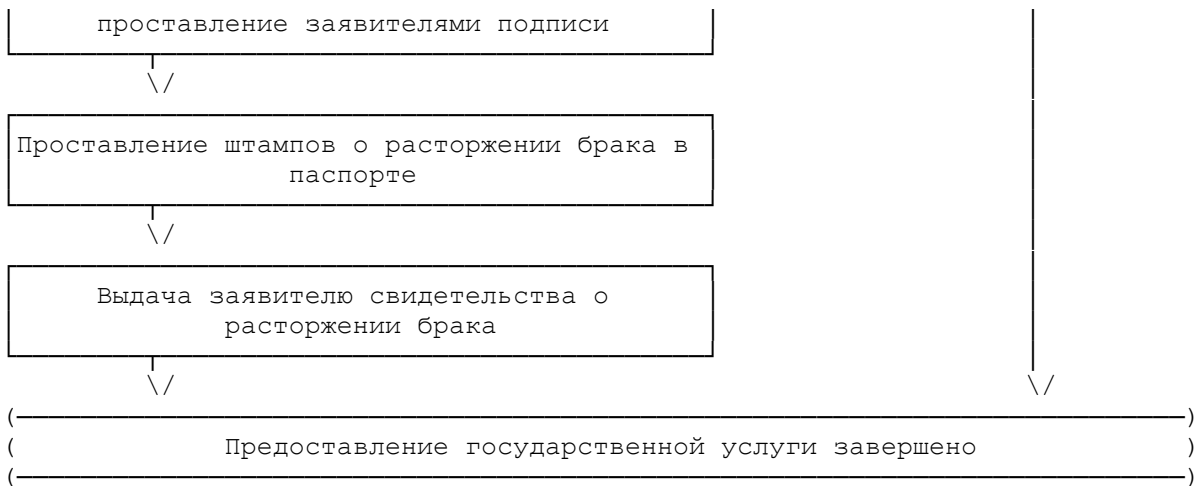 проставление заявителями подписи
Проставление штампов о расторжении брака в
паспорте
Выдача заявителю свидетельства о
расторжении брака
Предоставление государственной услуги завершено